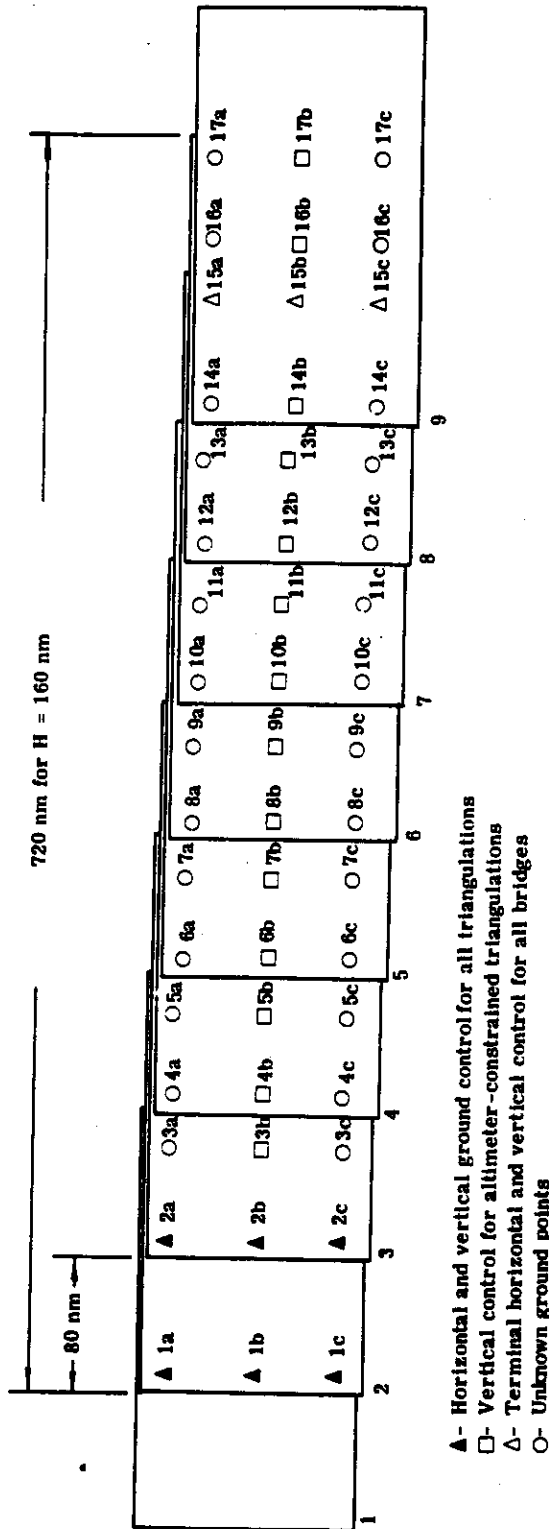 720 nm for H = 160 nm
80 nm
1a 2a 3a 4a 5a 6a 7a 8a 9a 10a 11a 12a 13a 14a 15a 16a 17a
1b 2b 3b 4b 5b 6b 7b 8b 9b 10b 11b 12b 13b 14b 15b 16b 17b
1c 2c 3c 4c 5c 6c 7c 8c 9c 10c 11c 12c 13c 14c 15c 16c 17c
1 2 3 4 5 6 7 8 9
▲- Horizontal and vertical ground control for all triangulations
□- Vertical control for altimeter-constrained triangulations
△- Terminal horizontal and vertical control for all bridges
○- Unknown ground points